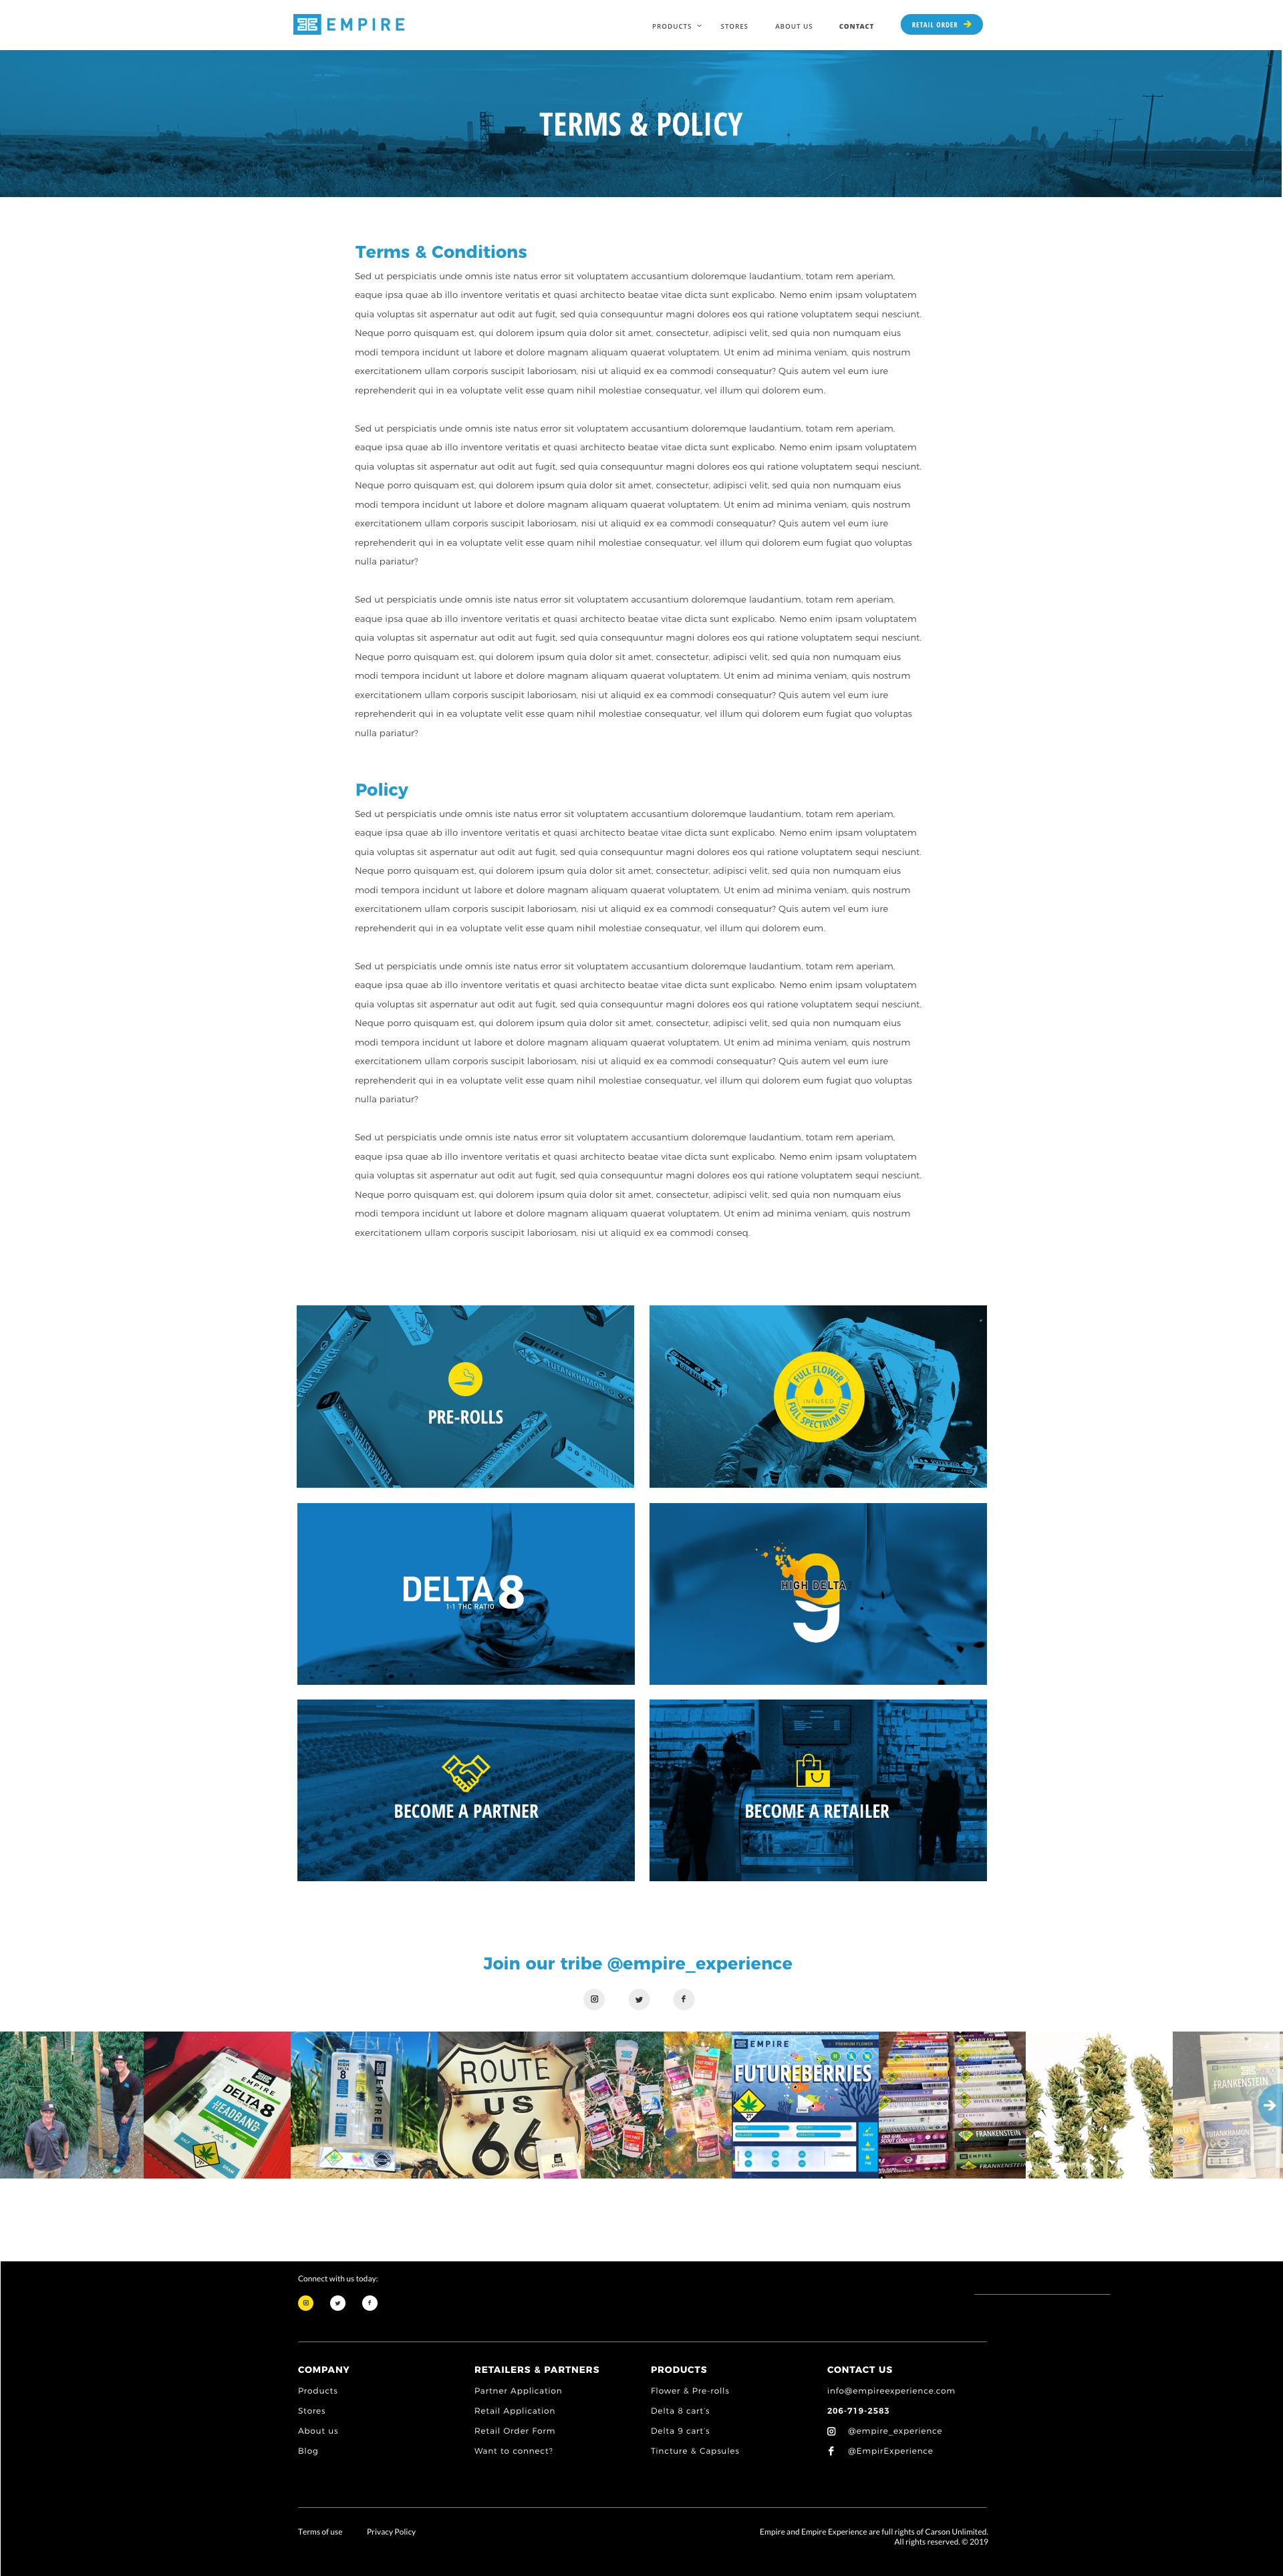 EMPIRE
PRODUCTS
STORES
ABOUT US
CONTACT
RETAIL ORDER
TERMS & POLICY
Terms & Conditions
Sed ut perspiciatis unde omnis iste natus error sit voluptatem accusantium doloremque laudantium, totam rem aperiam,
eaque ipsa quae ab illo inventore veritatis et quasi architecto beatae vitae dicta sunt explicabo. Nemo enim ipsam voluptatem
quia voluptas sit aspernatur aut odit aut fugit, sed quia consequuntur magni dolores eos qui ratione voluptatem sequi nesciunt.
Neque porro quisquam est, qui dolorem ipsum quia dolor sit amet, consectetur, adipisci velit, sed quia non numquam eius
modi tempora incidunt ut labore et dolore magnam aliquam quaerat voluptatem. Ut enim ad minima veniam, quis nostrum
exercitationem ullam corporis suscipit laboriosam, nisi ut aliquid ex ea commodi consequatur? Quis autem vel eum iure
reprehenderit qui in ea voluptate velit esse quam nihil molestiae consequatur, vel illum qui dolorem eum.
Sed ut perspiciatis unde omnis iste natus error sit voluptatem accusantium doloremque laudantium, totam rem aperiam,
eaque ipsa quae ab illo inventore veritatis et quasi architecto beatae vitae dicta sunt explicabo. Nemo enim ipsam voluptatem
quia voluptas sit aspernatur aut odit aut fugit, sed quia consequuntur magni dolores eos qui ratione voluptatem sequi nesciunt.
Neque porro quisquam est, qui dolorem ipsum quia dolor sit amet, consectetur, adipisci velit, sed quia non numquam eius
modi tempora incidunt ut labore et dolore magnam aliquam quaerat voluptatem. Ut enim ad minima veniam, quis nostrum
exercitationem ullam corporis suscipit laboriosam, nisi ut aliquid ex ea commodi consequatur? Quis autem vel eum iure
reprehenderit qui in ea voluptate velit esse quam nihil molestiae consequatur, vel illum qui dolorem eum fugiat quo voluptas
nulla pariatur?
Sed ut perspiciatis unde omnis iste natus error sit voluptatem accusantium doloremque laudantium, totam rem aperiam,
eaque ipsa quae ab illo inventore veritatis et quasi architecto beatae vitae dicta sunt explicabo. Nemo enim ipsam voluptatem
quia voluptas sit aspernatur aut odit aut fugit, sed quia consequuntur magni dolores eos qui ratione voluptatem sequi nesciunt.
Neque porro quisquam est, qui dolorem ipsum quia dolor sit amet, consectetur, adipisci velit, sed quia non numquam eius
modi tempora incidunt ut labore et dolore magnam aliquam quaerat voluptatem. Ut enim ad minima veniam, quis nostrum
exercitationem ullam corporis suscipit laboriosam, nisi ut aliquid ex ea commodi consequatur? Quis autem vel eum iure
reprehenderit qui in ea voluptate velit esse quam nihil molestiae consequatur, vel illum qui dolorem eum fugiat quo voluptas
nulla pariatur?
Policy
Sed ut perspiciatis unde omnis iste natus error sit voluptatem accusantium doloremque laudantium, totam rem aperiam,
eaque ipsa quae ab illo inventore veritatis et quasi architecto beatae vitae dicta sunt explicabo. Nemo enim ipsam voluptatem
quia voluptas sit aspernatur aut odit aut fugit, sed quia consequuntur magni dolores eos qui ratione voluptatem sequi nesciunt.
Neque porro quisquam est, qui dolorem ipsum quia dolor sit amet, consectetur, adipisci velit, sed quia non numquam eius
modi tempora incidunt ut labore et dolore magnam aliquam quaerat voluptatem. Ut enim ad minima veniam, quis nostrum
exercitationem ullam corporis suscipit laboriosam, nisi ut aliquid ex ea commodi consequatur? Quis autem vel eum iure
reprehenderit qui in ea voluptate velit esse quam nihil molestiae consequatur, vel illum qui dolorem eum.
Sed ut perspiciatis unde omnis iste natus error sit voluptatem accusantium doloremque laudantium, totam rem aperiam,
eaque ipsa quae ab illo inventore veritatis et quasi architecto beatae vitae dicta sunt explicabo. Nemo enim ipsam voluptatem
quia voluptas sit aspernatur aut odit aut fugit, sed quia consequuntur magni dolores eos qui ratione voluptatem sequi nesciunt.
Neque porro quisquam est, qui dolorem ipsum quia dolor sit amet, consectetur, adipisci velit, sed quia non numquam eius
modi tempora incidunt ut labore et dolore magnam aliquam quaerat voluptatem. Ut enim ad minima veniam, quis nostrum
exercitationem ullam corporis suscipit laboriosam, nisi ut aliquid ex ea commodi consequatur? Quis autem vel eum iure
reprehenderit qui in ea voluptate velit esse quam nihil molestiae consequatur, vel illum qui dolorem eum fugiat quo voluptas
nulla pariatur?
Sed ut perspiciatis unde omnis iste natus error sit voluptatem accusantium doloremque laudantium, totam rem aperiam,
eaque ipsa quae ab illo inventore veritatis et quasi architecto beatae vitae dicta sunt explicabo. Nemo enim ipsam voluptatem
quia voluptas sit aspernatur aut odit aut fugit, sed quia consequuntur magni dolores eos qui ratione voluptatem sequi nesciunt.
Neque porro quisquam est, qui dolorem ipsum quia dolor sit amet, consectetur, adipisci velit, sed quia non numquam eius
modi tempora incidunt ut labore et dolore magnam aliquam quaerat voluptatem. Ut enim ad minima veniam, quis nostrum
exercitationem ullam corporis suscipit laboriosam, nisi ut aliquid ex ea commodi conseq.
FRUIT PUNCH
EMPIRE
TUTANKHAMON
EMPIRE
PRE-ROLLS
FULL FLOWER
INFUSED
FULL SPECTRUM OIL
DELTA 8
1:1 THC RATIO
HIGH DELTA
9
BECOME A PARTNER
BECOME A RETAILER
Join our tribe @empire_experience
EMPIRE
DELTA 8
HEADBAND
HIGH DELTA 8
EMPIRE
ROUTE
US
66
EMPIRE
EMPIRE
PREMIUM FLOWER
FUTUREBERRIES
GIRL SCOUT COOKIES
WHITE FIRE OG
FRANKENSTEIN
FRANKENSTEIN
FRANKENSTEIN
TUTANKHAMON
Connect with us today:
COMPANY
Products
Stores
About us
Blog
RETAILERS & PARTNERS
Partner Application
Retail Application
Retail Order Form
Want to connect?
PRODUCTS
Flower & Pre-rolls
Delta 8 cart's
Delta 9 cart's
Tincture & Capsules
CONTACT US
info@empireexperience.com
206-719-2583
@empire_experience
@EmpirExperience
Terms of use
Privacy Policy
Empire and Empire Experience are full rights of Carson Unlimited.
All rights reserved. © 2019